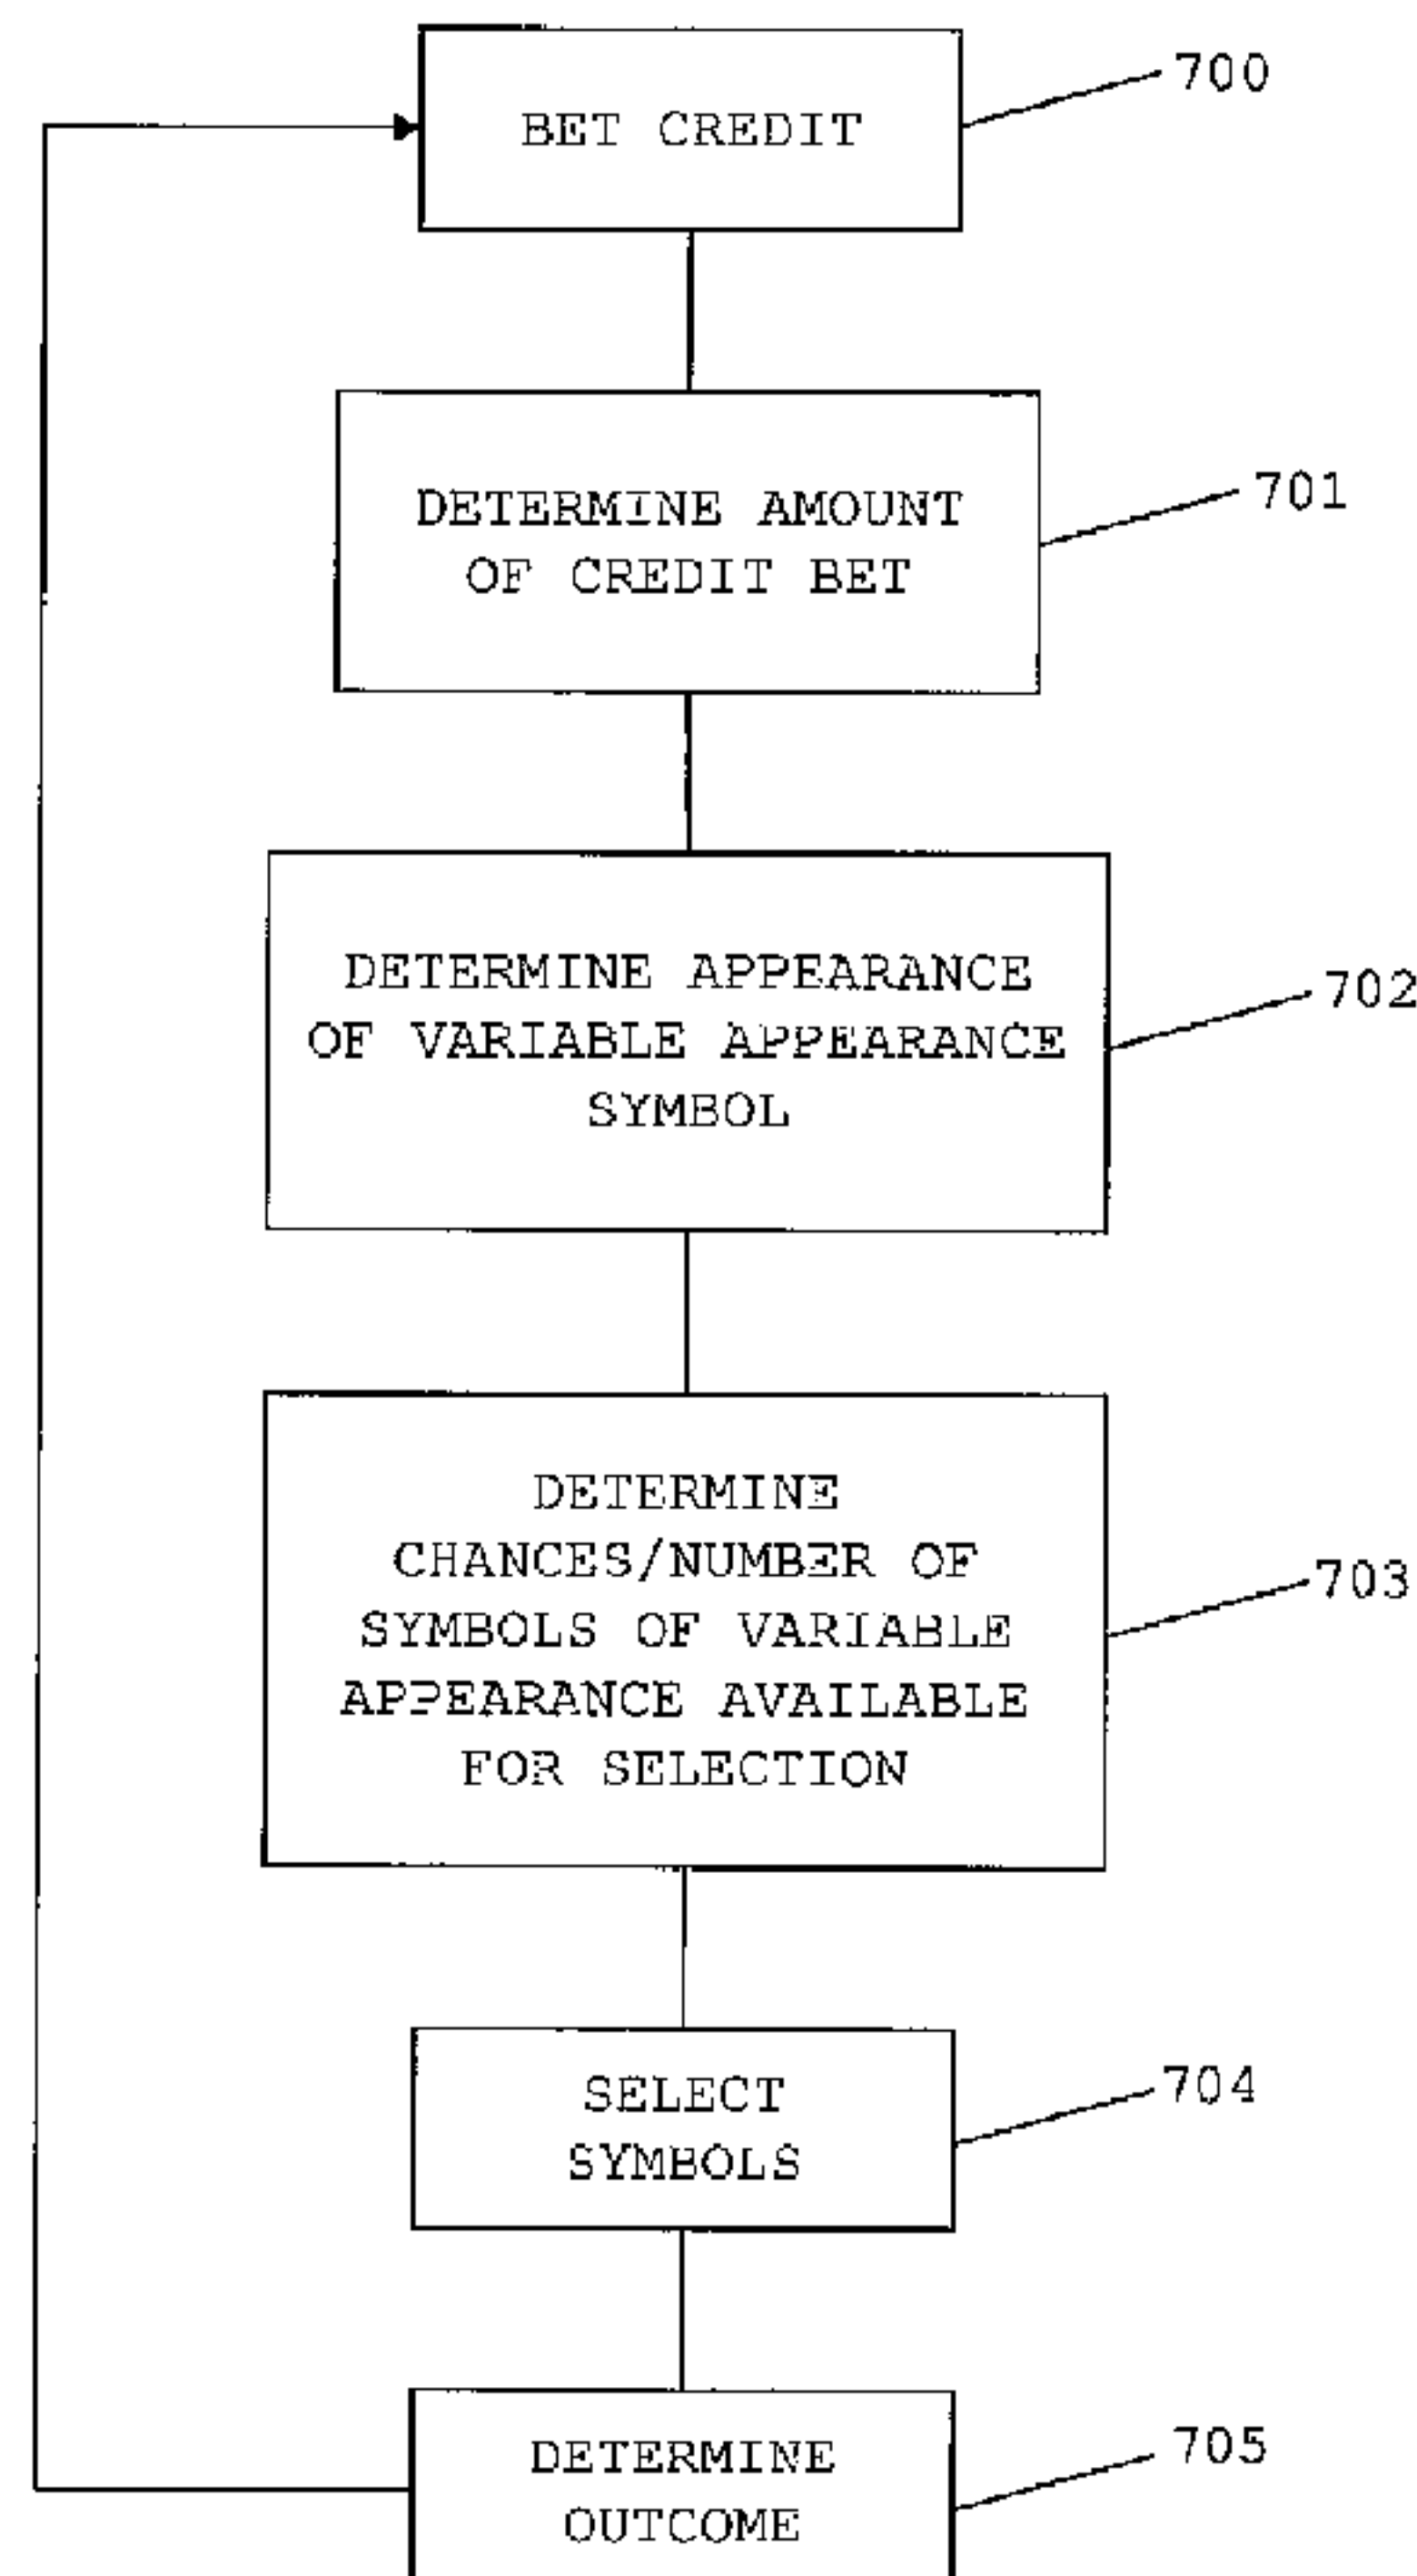 BET CREDIT
700
DETERMINE AMOUNT
OF CREDIT BET
701
DETERMINE APPEARANCE
OF VARIABLE APPEARANCE
SYMBOL
702
DETERMINE
CHANCES/NUMBER OF
SYMBOLS OF VARIABLE
APPEARANCE AVAILABLE
FOR SELECTION
703
SELECT
SYMBOLS
704
DETERMINE
OUTCOME
705